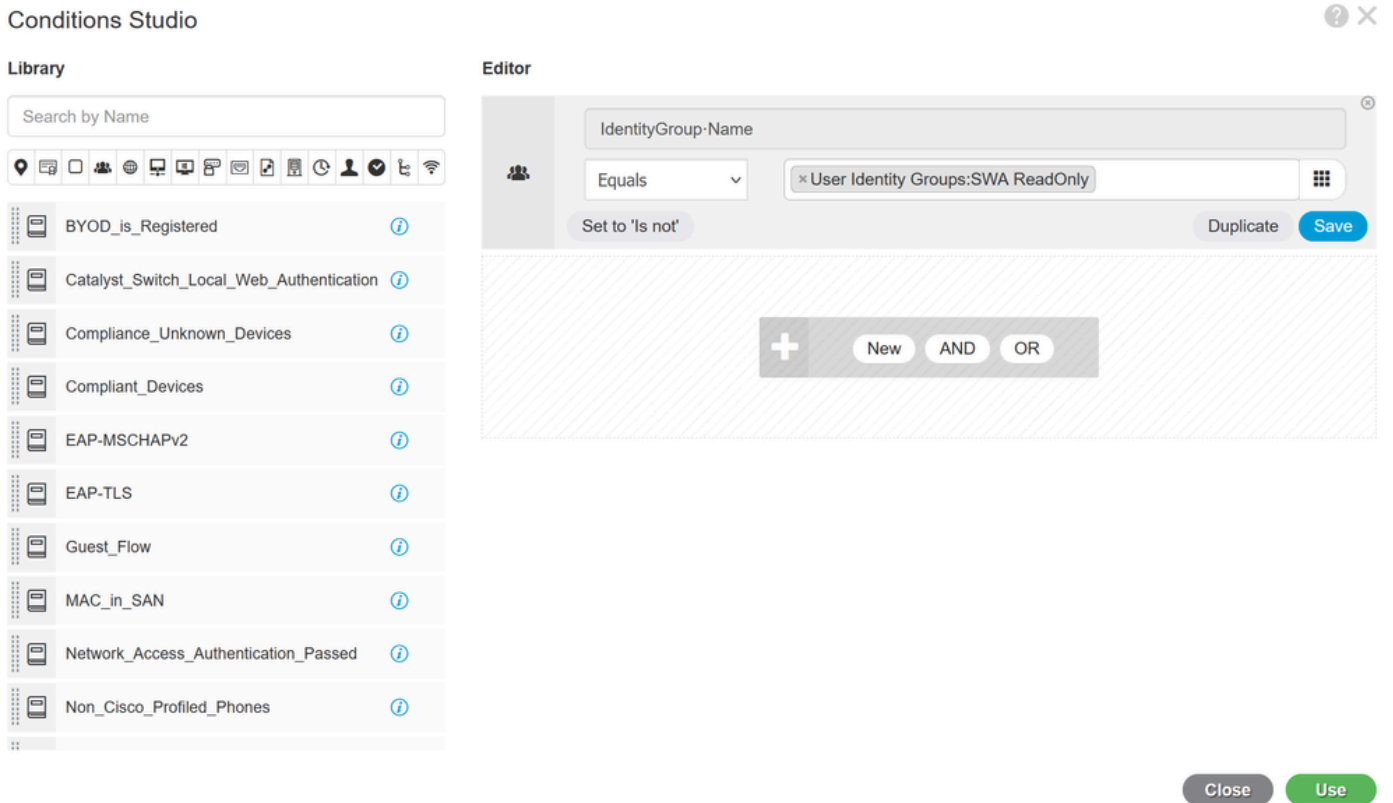 Conditions Studio
Library
Search by Name
BYOD_is_Registered
Catalyst_Switch_Local_Web_Authentication
Compliance_Unknown_Devices
Compliant_Devices
EAP-MSCHAPv2
EAP-TLS
Guest_Flow
MAC_in_SAN
Network_Access_Authentication_Passed
Non_Cisco_Profiled_Phones
Editor
IdentityGroup·Name
Equals
× User Identity Groups:SWA ReadOnly
Set to 'Is not'
Duplicate
Save
New
AND
OR
Close
Use